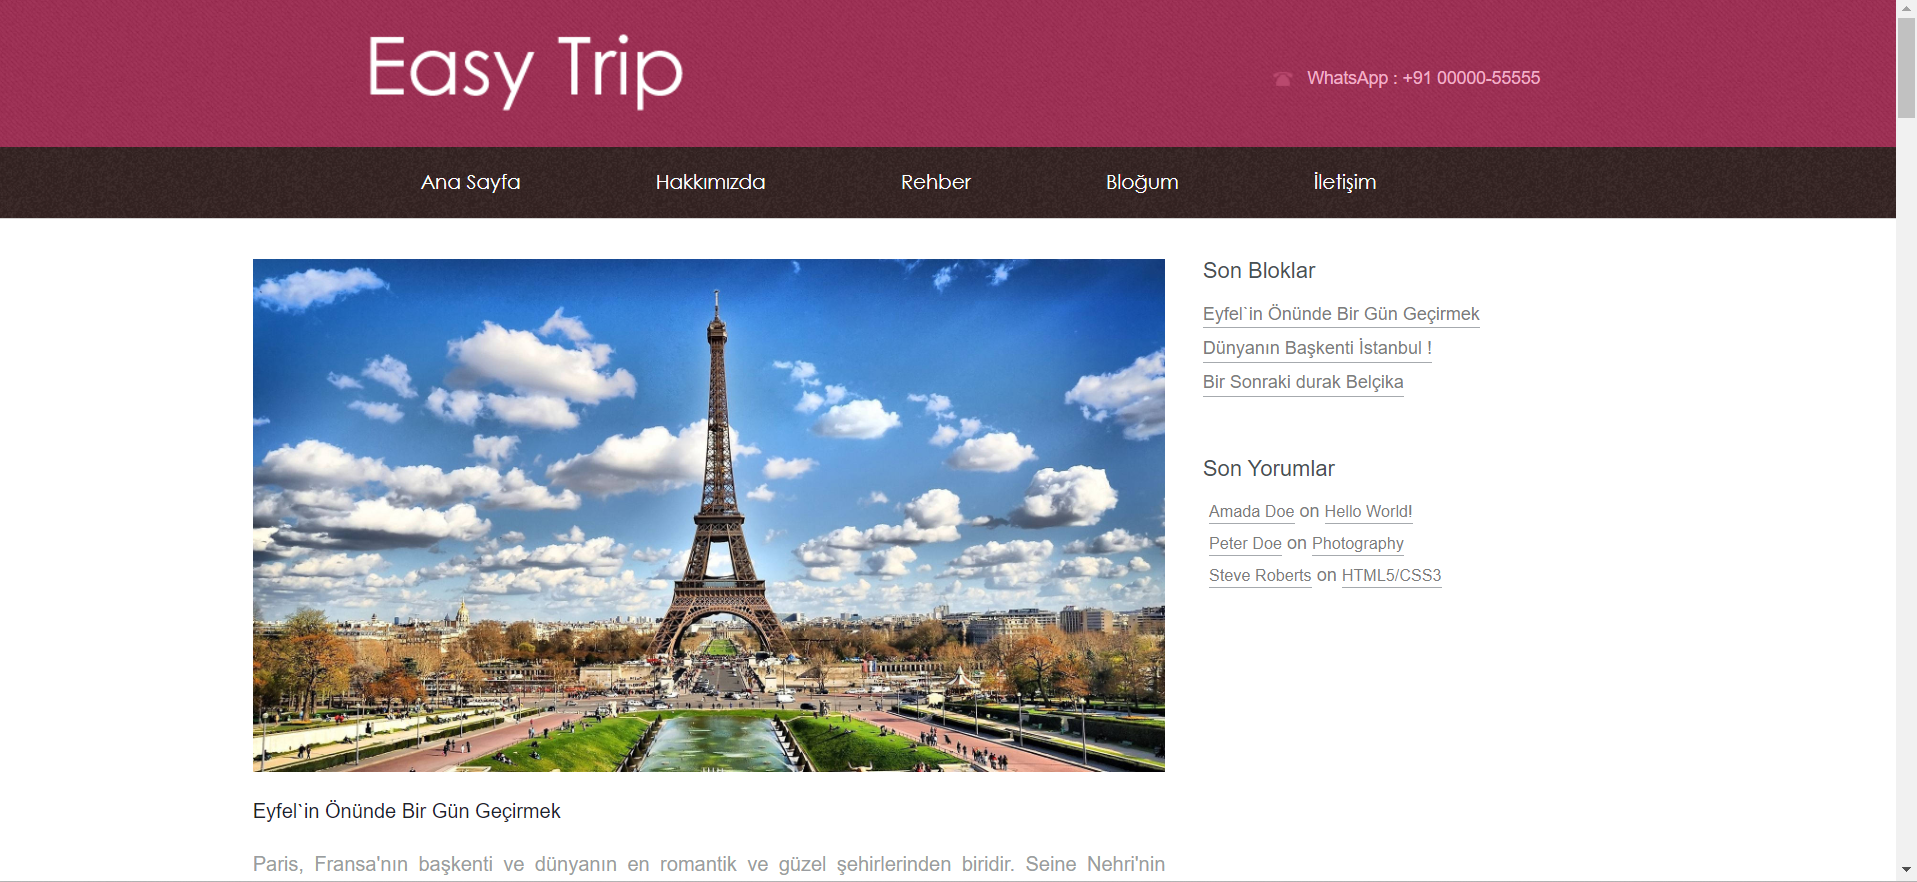 Easy Trip
WhatsApp : +91 00000-55555
Ana Sayfa Hakkımızda Rehber Bloğum İletişim
Son Bloklar
Eyfel`in Önünde Bir Gün Geçirmek
Dünyanın Başkenti İstanbul !
Bir Sonraki durak Belçika
Son Yorumlar
Amada Doe on Hello World!
Peter Doe on Photography
Steve Roberts on HTML5/CSS3
Eyfel`in Önünde Bir Gün Geçirmek
Paris, Fransa'nın başkenti ve dünyanın en romantik ve güzel şehirlerinden biridir. Seine Nehri'nin